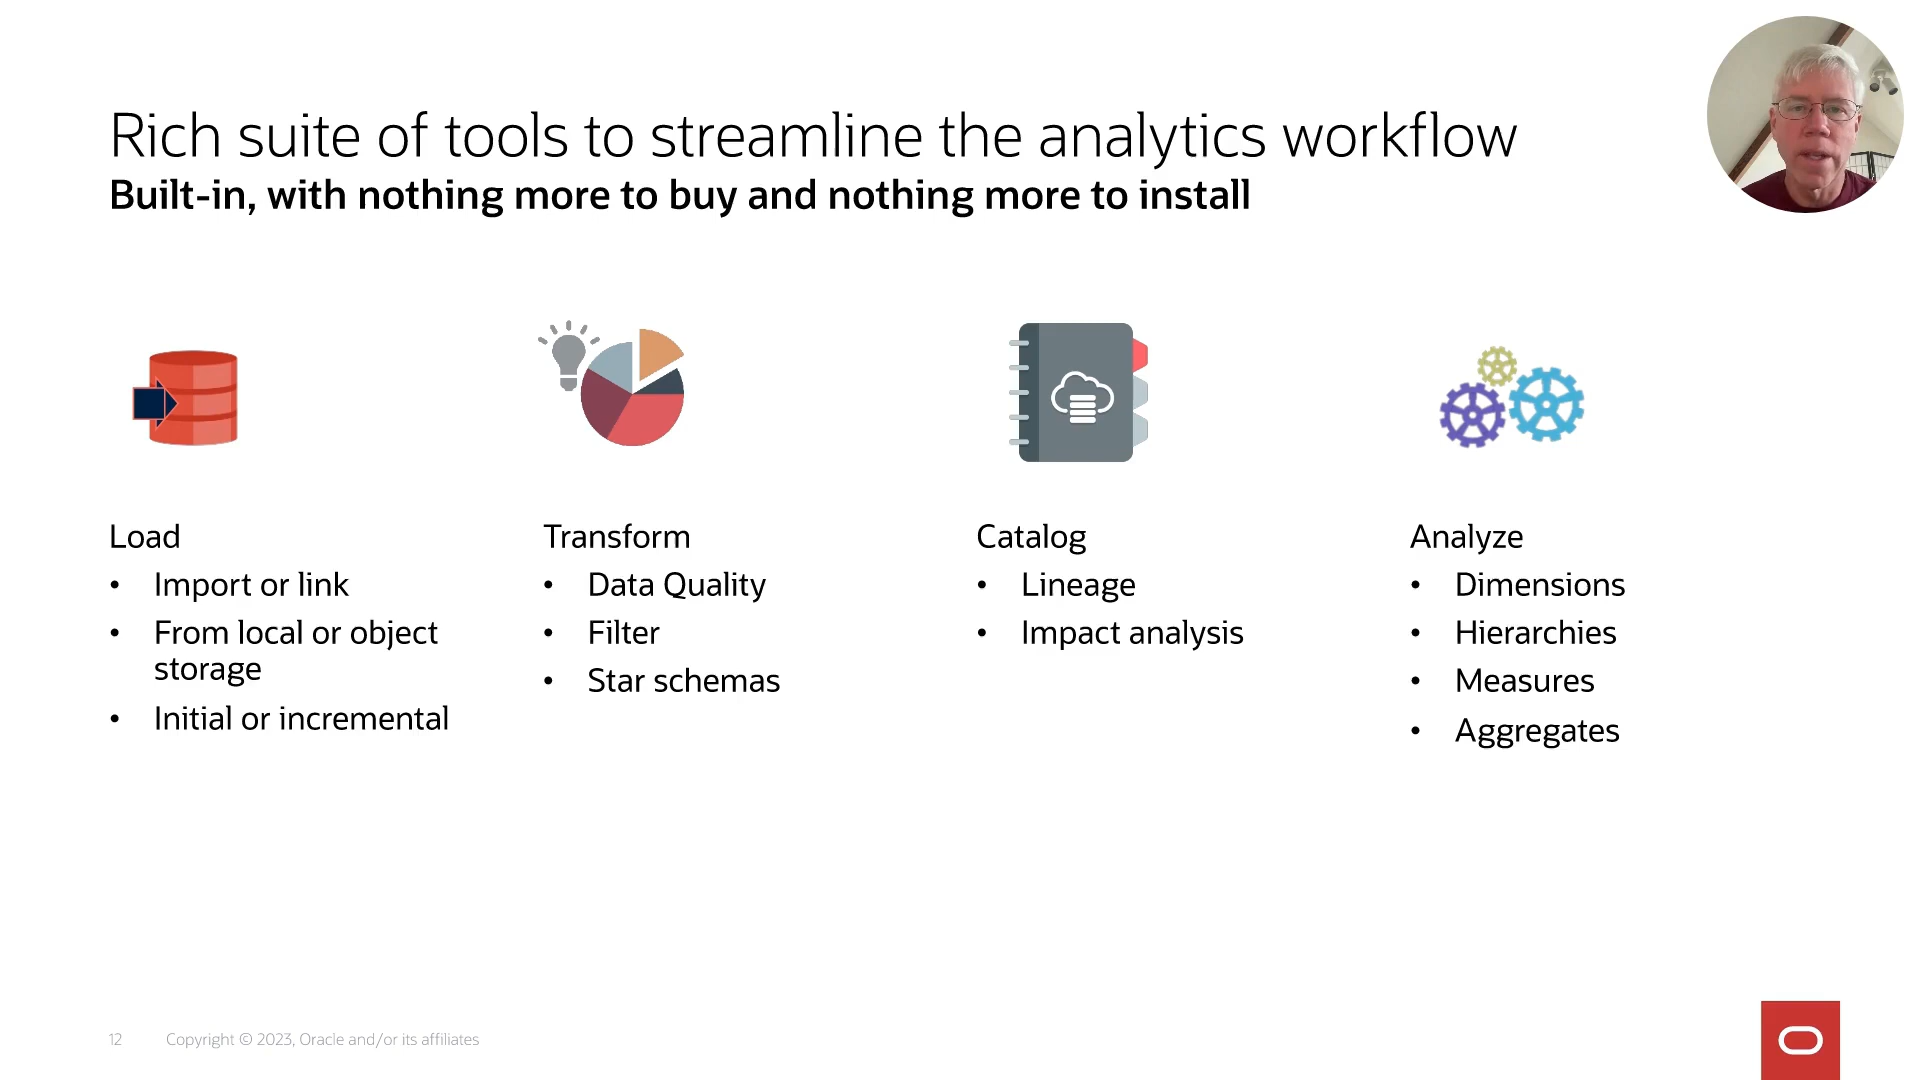 Rich suite of tools to streamline the analytics workflow
Built-in, with nothing more to buy and nothing more to install
Load
• Import or link
• From local or object
storage
• Initial or incremental
Transform
• Data Quality
• Filter
• Star schemas
Catalog
• Lineage
• Impact analysis
Analyze
• Dimensions
• Hierarchies
• Measures
• Aggregates
12 Copyright © 2023, Oracle and/or its affiliates